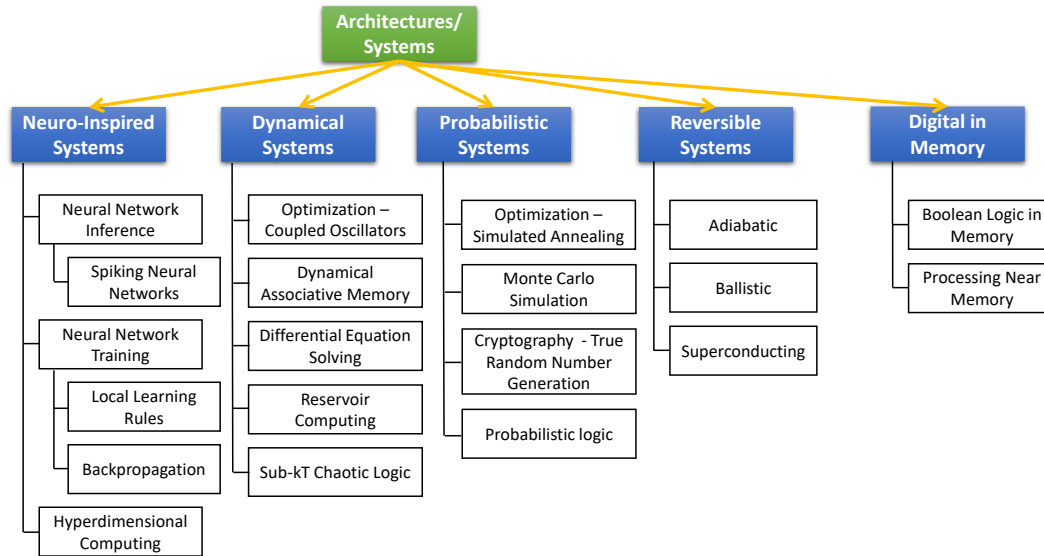 Architectures/
Systems
Neuro-Inspired
Systems
Dynamical
Systems
Probabilistic
Systems
Reversible
Systems
Digital in
Memory
Neural Network
Inference
Spiking Neural
Networks
Neural Network
Training
Local Learning
Rules
Backpropagation
Hyperdimensional
Computing
Optimization –
Coupled Oscillators
Dynamical
Associative Memory
Differential Equation
Solving
Reservoir
Computing
Sub-kT Chaotic Logic
Optimization –
Simulated Annealing
Monte Carlo
Simulation
Cryptography - True
Random Number
Generation
Probabilistic logic
Adiabatic
Ballistic
Superconducting
Boolean Logic in
Memory
Processing Near
Memory